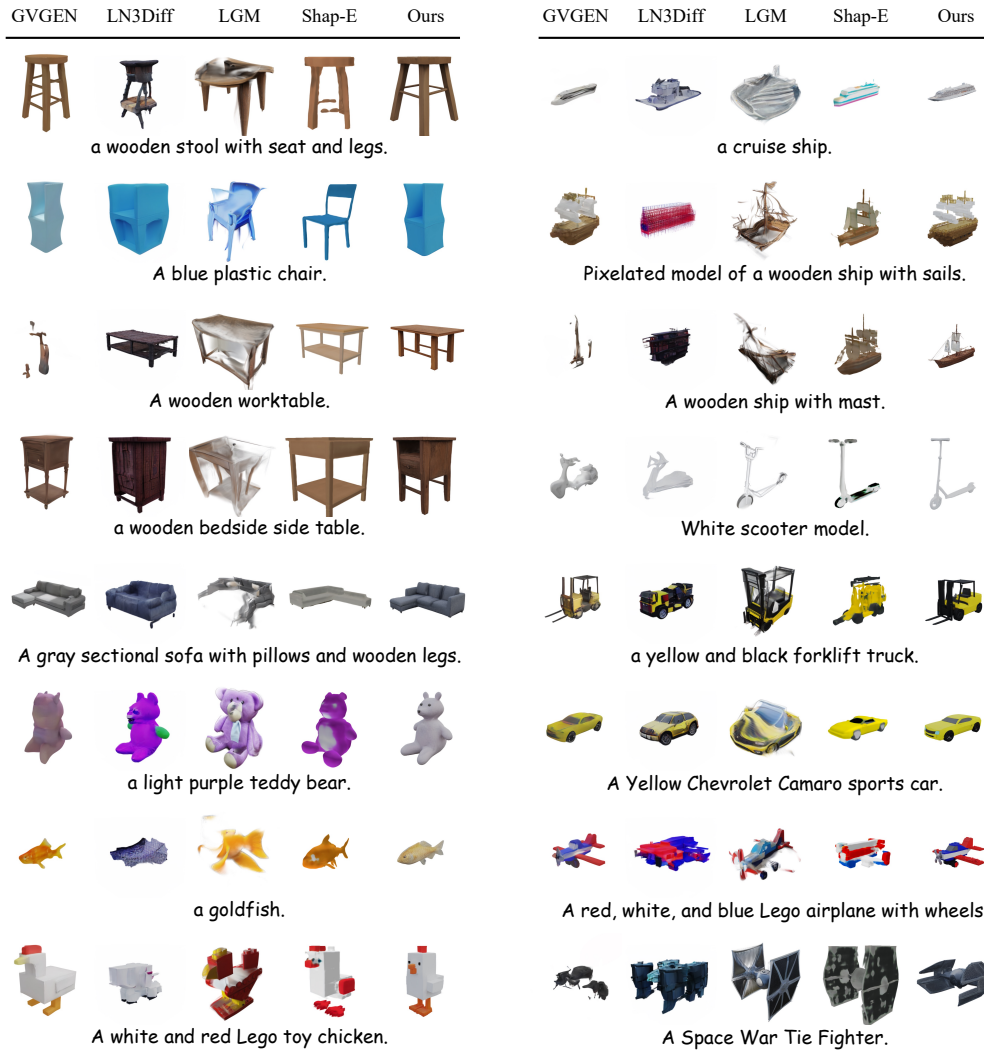 GVGEN LN3Diff LGM Shap-E Ours
a wooden stool with seat and legs.
A blue plastic chair.
A wooden worktable.
a wooden bedside side table.
A gray sectional sofa with pillows and wooden legs.
a light purple teddy bear.
a goldfish.
A white and red Lego toy chicken.
GVGEN LN3Diff LGM Shap-E Ours
a cruise ship.
Pixelated model of a wooden ship with sails.
A wooden ship with mast.
White scooter model.
a yellow and black forklift truck.
A Yellow Chevrolet Camaro sports car.
A red, white, and blue Lego airplane with wheels
A Space War Tie Fighter.